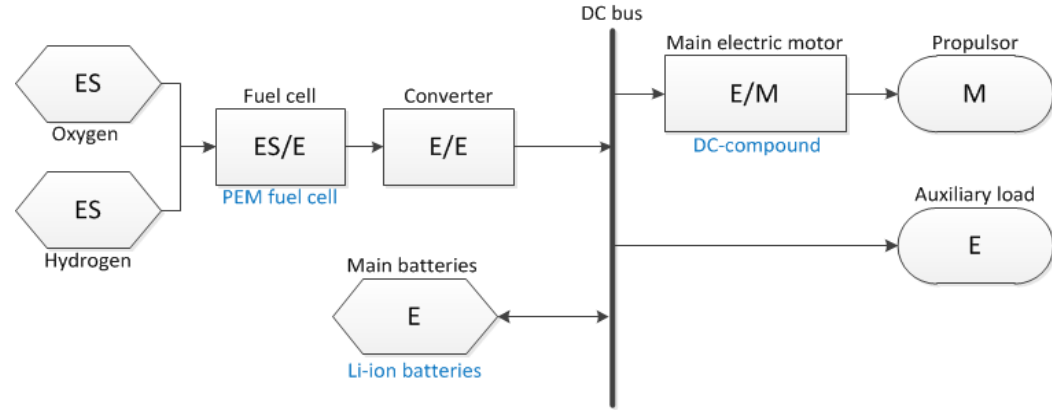 DC bus
ES
Oxygen
ES
Hydrogen
Fuel cell
ES/E
PEM fuel cell
Converter
E/E
Main batteries
E
Li-ion batteries
Main electric motor
E/M
DC-compound
Propulsor
M
Auxiliary load
E